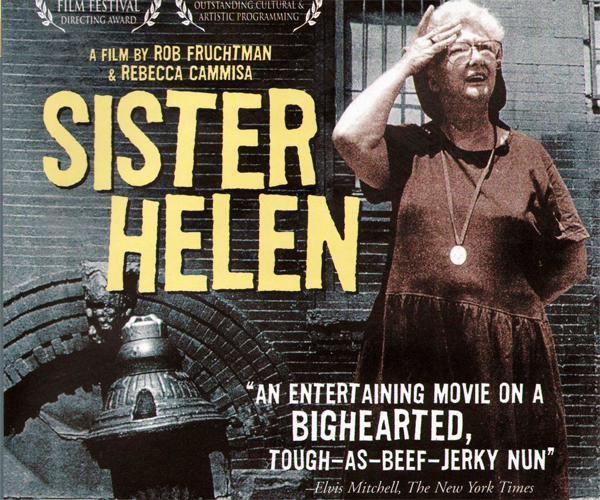 FILM FESTIVAL
DIRECTING AWARD
OUTSTANDING CULTURAL &
ARTISTIC PROGRAMMING
A FILM BY ROB FRUCHTMAN
& REBECCA CAMMISA
SISTER
HELEN
"AN ENTERTAINING MOVIE ON A
BIGHEARTED,
TOUGH–AS–BEEF–JERKY NUN"
–Elvis Mitchell, The New York Times